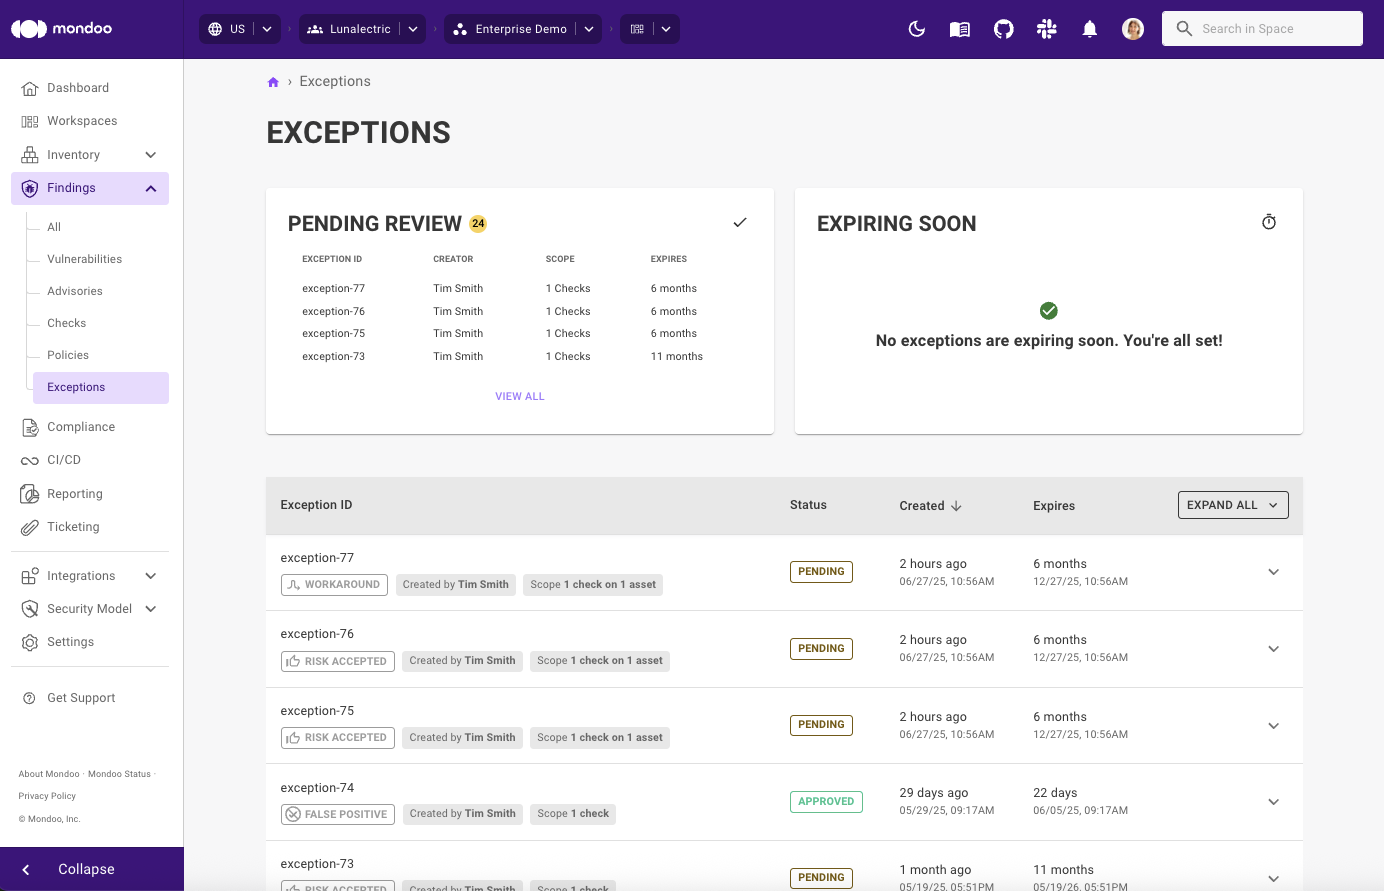 mondoo
US
Lunalectric
Enterprise Demo
Search in Space
Dashboard
Workspaces
Inventory
Findings
All
Vulnerabilities
Advisories
Checks
Policies
Exceptions
Compliance
CI/CD
Reporting
Ticketing
Integrations
Security Model
Settings
Get Support
About Mondoo · Mondoo Status ·
Privacy Policy
© Mondoo, Inc.
Collapse
› Exceptions
EXCEPTIONS
PENDING REVIEW 24
EXCEPTION ID CREATOR SCOPE EXPIRES
exception-77 Tim Smith 1 Checks 6 months
exception-76 Tim Smith 1 Checks 6 months
exception-75 Tim Smith 1 Checks 6 months
exception-73 Tim Smith 1 Checks 11 months
VIEW ALL
EXPIRING SOON
No exceptions are expiring soon. You're all set!
Exception ID Status Created Expires EXPAND ALL
exception-77
WORKAROUND Created by Tim Smith Scope 1 check on 1 asset
PENDING
2 hours ago
06/27/25, 10:56AM
6 months
12/27/25, 10:56AM
exception-76
RISK ACCEPTED Created by Tim Smith Scope 1 check on 1 asset
PENDING
2 hours ago
06/27/25, 10:56AM
6 months
12/27/25, 10:56AM
exception-75
RISK ACCEPTED Created by Tim Smith Scope 1 check on 1 asset
PENDING
2 hours ago
06/27/25, 10:56AM
6 months
12/27/25, 10:56AM
exception-74
FALSE POSITIVE Created by Tim Smith Scope 1 check
APPROVED
29 days ago
05/29/25, 09:17AM
22 days
06/05/25, 09:17AM
exception-73
RISK ACCEPTED Created by Tim Smith Scope 1 check
PENDING
1 month ago
05/19/25, 05:51PM
11 months
05/19/26, 05:51PM